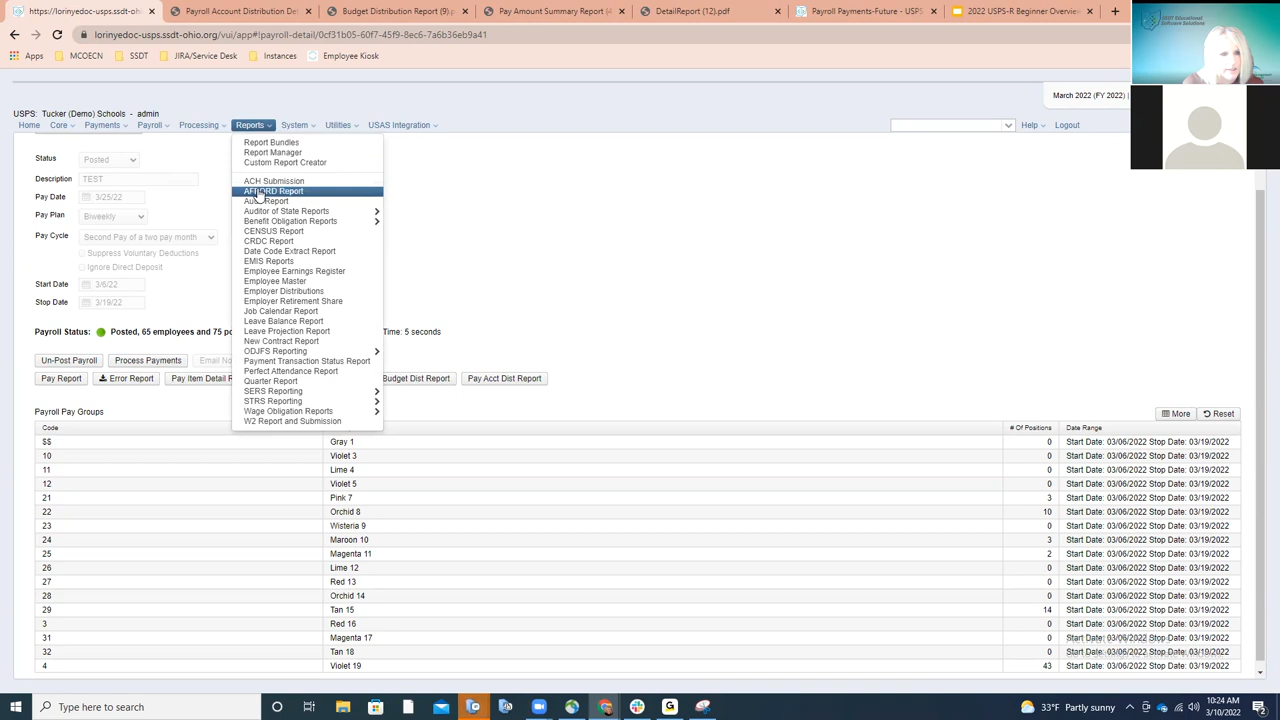 https://lorinyedoc-usps.ssdt-ohi
Payroll Account Distribution Det
Budget Distribution Report (9).p
Pay Amount Summary Report (4
DetailReport (12).pdf
Payroll Payments-Future - USPS
2022 USPS-R Beginner Overview
SSDT Educational Software Solutions
Apps
MCOECN
SSDT
JIRA/Service Desk
Instances
Employee Kiosk
March 2022 (FY 2022) |
USPS: Tucker (Demo) Schools - admin
Home Core Payments Payroll Processing Reports System Utilities USAS Integration Help Logout
Report Bundles
Report Manager
Custom Report Creator
ACH Submission
Report
Report
Auditor of State Reports
Benefit Obligation Reports
CENSUS Report
CRDC Report
Date Code Extract Report
EMIS Reports
Employee Earnings Register
Employee Master
Employer Distributions
Employer Retirement Share
Job Calendar Report
Leave Balance Report
Leave Projection Report
New Contract Report
ODJFS Reporting
Payment Transaction Status Report
Perfect Attendance Report
Quarter Report
SERS Reporting
STRS Reporting
Wage Obligation Reports
W2 Report and Submission
Status Posted
Description TEST
Pay Date 3/25/22
Pay Plan Biweekly
Pay Cycle Second Pay of a two pay month
Suppress Voluntary Deductions
Ignore Direct Deposit
Start Date 3/6/22
Stop Date 3/19/22
Payroll Status: Posted, 65 employees and 75 po Time: 5 seconds
Un-Post Payroll Process Payments Email No
Pay Report Error Report Pay Item Detail R Budget Dist Report Pay Acct Dist Report
Payroll Pay Groups More Reset
Code # Of Positions Date Range
$$ Gray 1 0 Start Date: 03/06/2022 Stop Date: 03/19/2022
10 Violet 3 0 Start Date: 03/06/2022 Stop Date: 03/19/2022
11 Lime 4 0 Start Date: 03/06/2022 Stop Date: 03/19/2022
12 Violet 5 0 Start Date: 03/06/2022 Stop Date: 03/19/2022
21 Pink 7 3 Start Date: 03/06/2022 Stop Date: 03/19/2022
22 Orchid 8 10 Start Date: 03/06/2022 Stop Date: 03/19/2022
23 Wisteria 9 0 Start Date: 03/06/2022 Stop Date: 03/19/2022
24 Maroon 10 3 Start Date: 03/06/2022 Stop Date: 03/19/2022
25 Magenta 11 2 Start Date: 03/06/2022 Stop Date: 03/19/2022
26 Lime 12 0 Start Date: 03/06/2022 Stop Date: 03/19/2022
27 Red 13 0 Start Date: 03/06/2022 Stop Date: 03/19/2022
28 Orchid 14 0 Start Date: 03/06/2022 Stop Date: 03/19/2022
29 Tan 15 14 Start Date: 03/06/2022 Stop Date: 03/19/2022
3 Red 16 0 Start Date: 03/06/2022 Stop Date: 03/19/2022
31 Magenta 17 0 Start Date: 03/06/2022 Stop Date: 03/19/2022
32 Tan 18 0 Start Date: 03/06/2022 Stop Date: 03/19/2022
4 Violet 19 43 Start Date: 03/06/2022 Stop Date: 03/19/2022
Type here to search
33°F Partly sunny
10:24 AM
3/10/2022
2